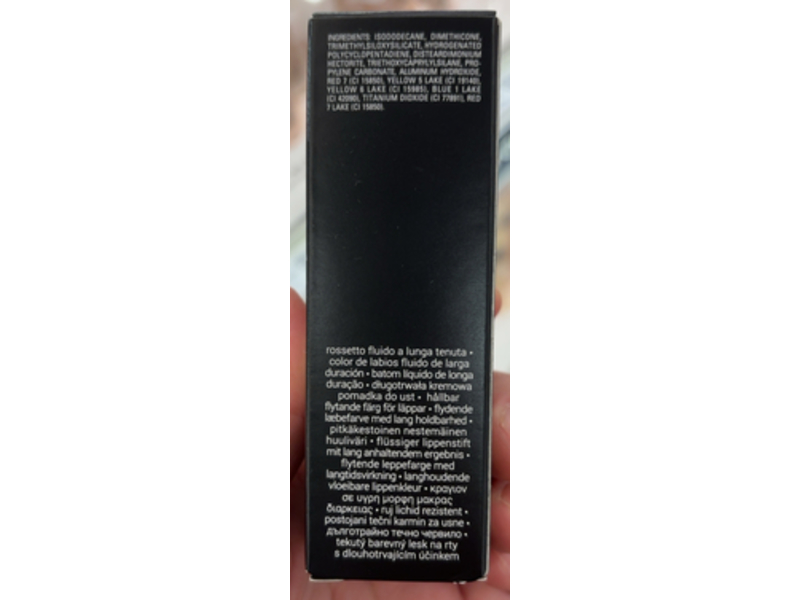 INGREDIENTS: ISODODECANE, DIMETHICONE,
TRIMETHYLSILOXYSILICATE, HYDROGENATED
POLYCYCLOPENTADIENE, DISTEARDIMONIUM
HECTORITE, TRIETHOXYCAPRYLYLSILANE, PRO-
PYLENE CARBONATE, ALUMINUM HYDROXIDE,
RED 7 (CI 15850), YELLOW 5 LAKE (CI 19140),
YELLOW 6 LAKE (CI 15985), BLUE 1 LAKE
(CI 42090), TITANIUM DIOXIDE (CI 77891), RED
7 LAKE (CI 15850).
rossetto fluido a lunga tenuta •
color de labios fluido de larga
duración • batom líquido de longa
duração • długotrwała kremowa
pomadka do ust • hållbar
flytande färg för läppar • flydende
læbefarve med lang holdbarhed •
pitkäkestoinen nestemäinen
huuliväri • flüssiger lippenstift
mit lang anhaltendem ergebnis •
flytende leppefarge med
langtidsvirkning • langhoudende
vloeibare lippenkleur • κραγιον
σε υγρη μορφη μακρας
διαρκειας • ruj lichid rezistent •
postojani tečni karmin za usne •
дълготрайно течно червило •
tekutý barevný lesk na rty
s dlouhotrvajícím účinkem